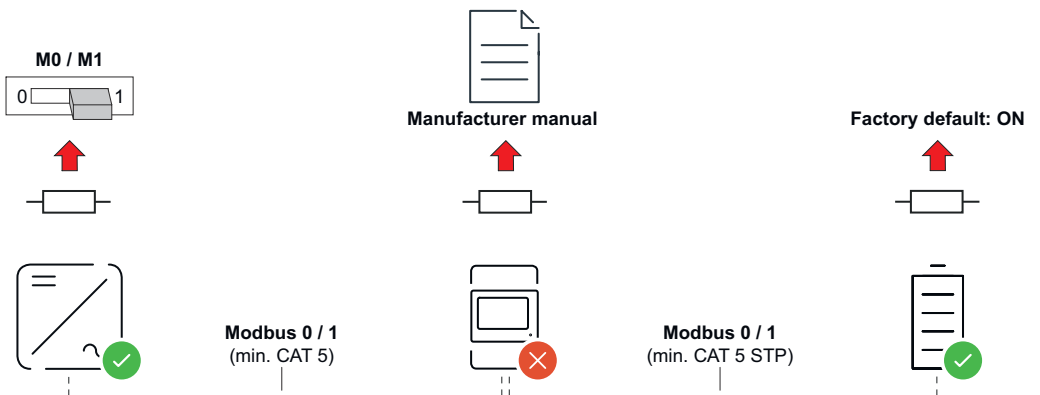 M0 / M1
0 1
Manufacturer manual
Factory default: ON
Modbus 0 / 1
(min. CAT 5)
Modbus 0 / 1
(min. CAT 5 STP)